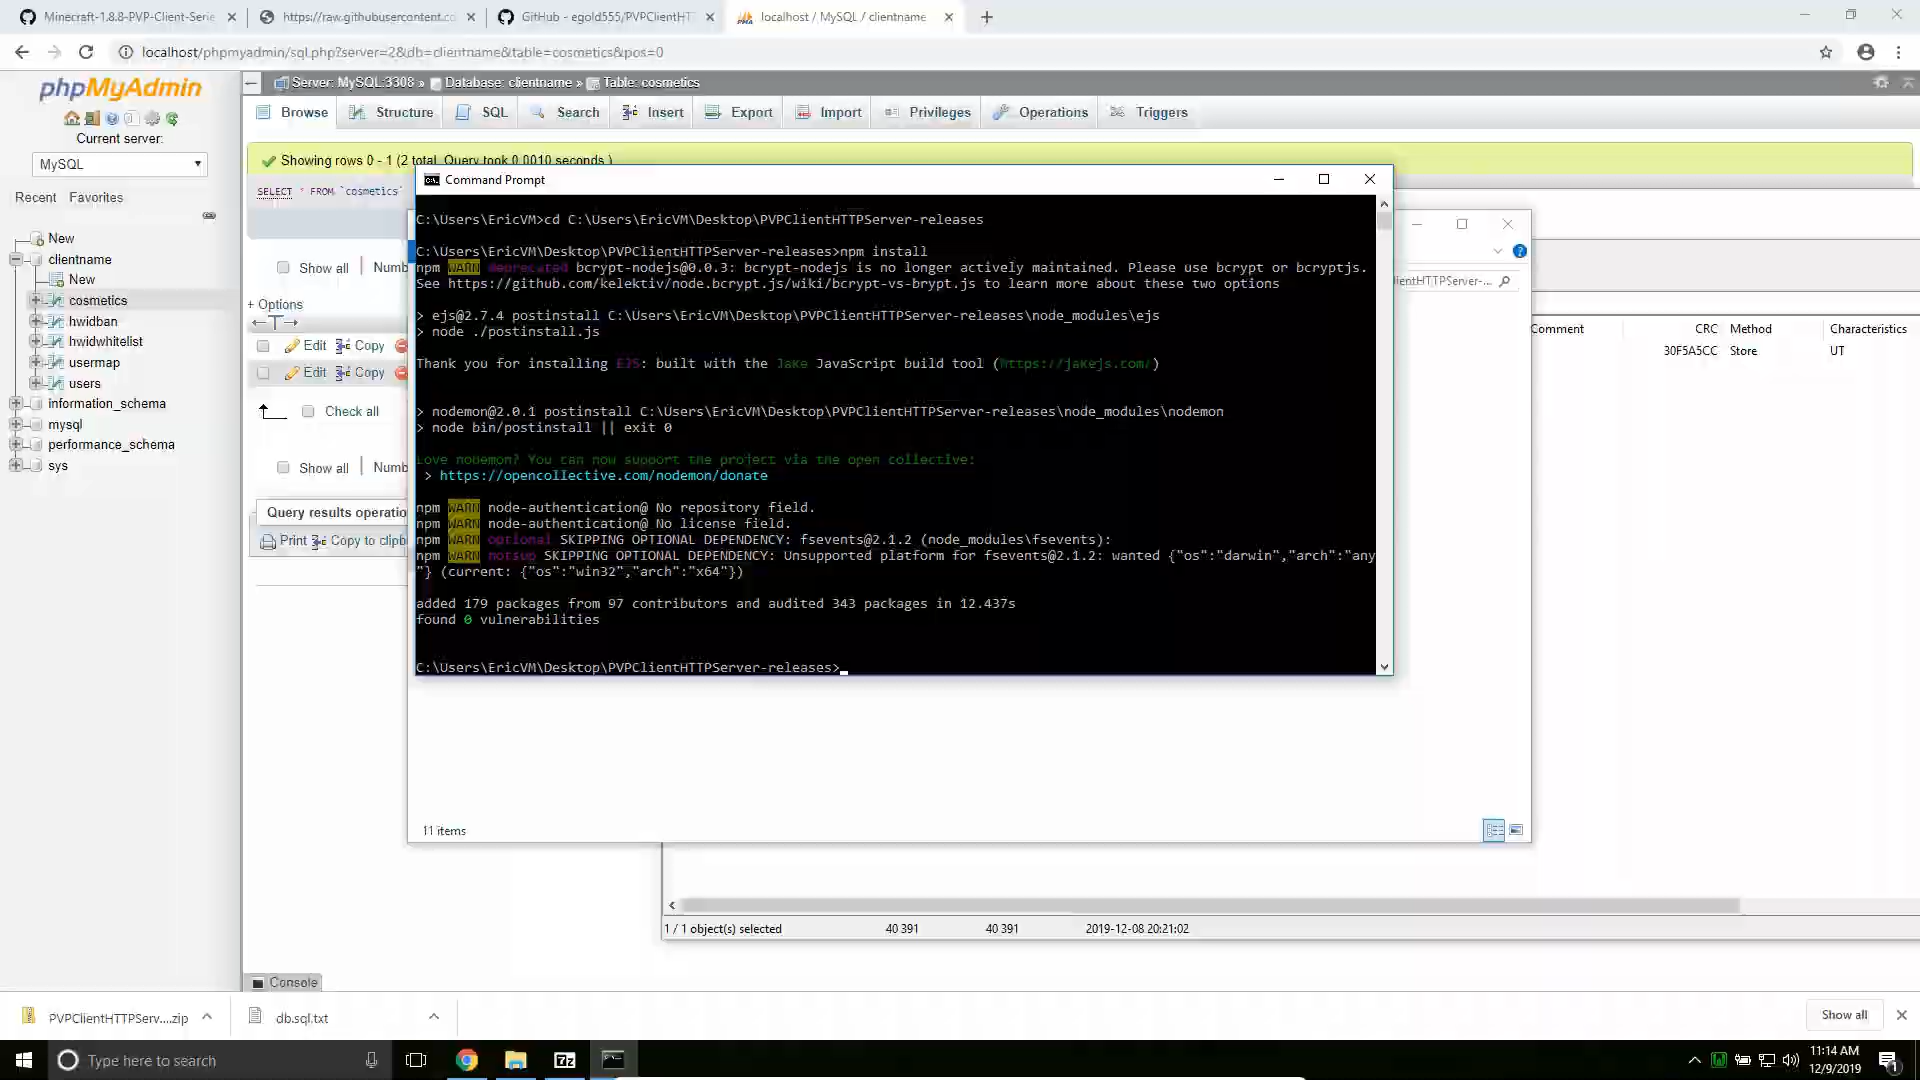 Minecraft-1.8.8-PVP-Client-Serie
https://raw.githubusercontent.co
GitHub - egold555/PVPClientHT
localhost / MySQL / clientname
localhost/phpmyadmin/sql.php?server=2&db=clientname&table=cosmetics&pos=0
phpMyAdmin
Current server:
MySQL
Recent Favorites
New
clientname
New
cosmetics
hwidban
hwidwhitelist
usermap
users
information_schema
mysql
performance_schema
sys
Server: MySQL:3308 » Database: clientname » Table: cosmetics
Browse Structure SQL Search Insert Export Import Privileges Operations Triggers
Showing rows 0 - 1 (2 total, Query took 0.0010 seconds.)
SELECT * FROM `cosmetics`
Show all Numb
+ Options
Edit Copy
Edit Copy
Check all
Show all Numb
Query results operatio
Print Copy to clipb
Console
Command Prompt
C:\Users\EricVM>cd C:\Users\EricVM\Desktop\PVPClientHTTPServer-releases
C:\Users\EricVM\Desktop\PVPClientHTTPServer-releases>npm install
npm WARN deprecated bcrypt-nodejs@0.0.3: bcrypt-nodejs is no longer actively maintained. Please use bcrypt or bcryptjs.
See https://github.com/kelektiv/node.bcrypt.js/wiki/bcrypt-vs-brypt.js to learn more about these two options
> ejs@2.7.4 postinstall C:\Users\EricVM\Desktop\PVPClientHTTPServer-releases\node_modules\ejs
> node ./postinstall.js
Thank you for installing EJS: built with the Jake JavaScript build tool (https://jakejs.com/)
> nodemon@2.0.1 postinstall C:\Users\EricVM\Desktop\PVPClientHTTPServer-releases\node_modules\nodemon
> node bin/postinstall || exit 0
Love nodemon? You can now support the project via the open collective:
> https://opencollective.com/nodemon/donate
npm WARN node-authentication@ No repository field.
npm WARN node-authentication@ No license field.
npm WARN optional SKIPPING OPTIONAL DEPENDENCY: fsevents@2.1.2 (node_modules\fsevents):
npm WARN notsup SKIPPING OPTIONAL DEPENDENCY: Unsupported platform for fsevents@2.1.2: wanted {"os":"darwin","arch":"any
"} (current: {"os":"win32","arch":"x64"})
added 179 packages from 97 contributors and audited 343 packages in 12.437s
found 0 vulnerabilities
C:\Users\EricVM\Desktop\PVPClientHTTPServer-releases>
lientHTTPServer-...
Comment CRC Method Characteristics
30F5A5CC Store UT
11 items
1 / 1 object(s) selected 40 391 40 391 2019-12-08 20:21:02
PVPClientHTTPServ....zip
db.sql.txt
Show all
Type here to search
7z
11:14 AM
12/9/2019
1